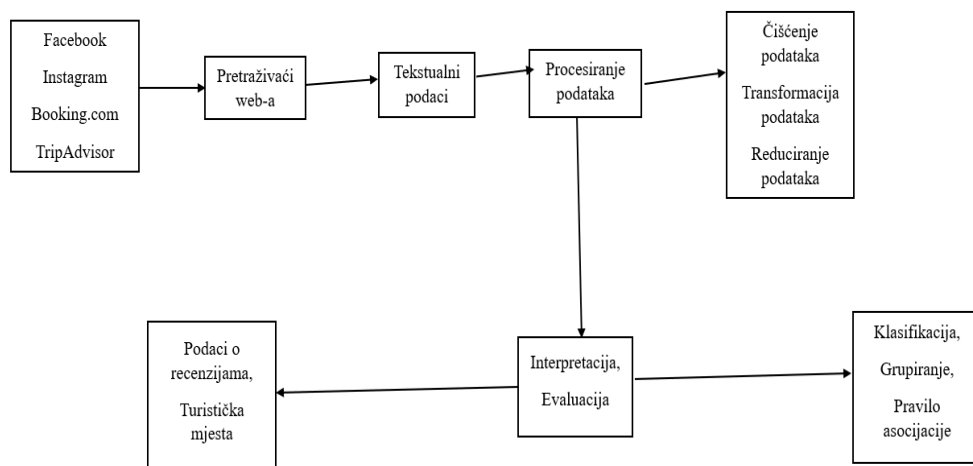 Facebook
Instagram
Booking.com
TripAdvisor
Pretraživaći
web-a
Tekstualni
podaci
Procesiranje
podataka
Čišćenje
podataka
Transformacija
podataka
Reduciranje
podataka
Podaci o
recenzijama,
Turistička
mjesta
Interpretacija,
Evaluacija
Klasifikacija,
Grupiranje,
Pravilo
asocijacije